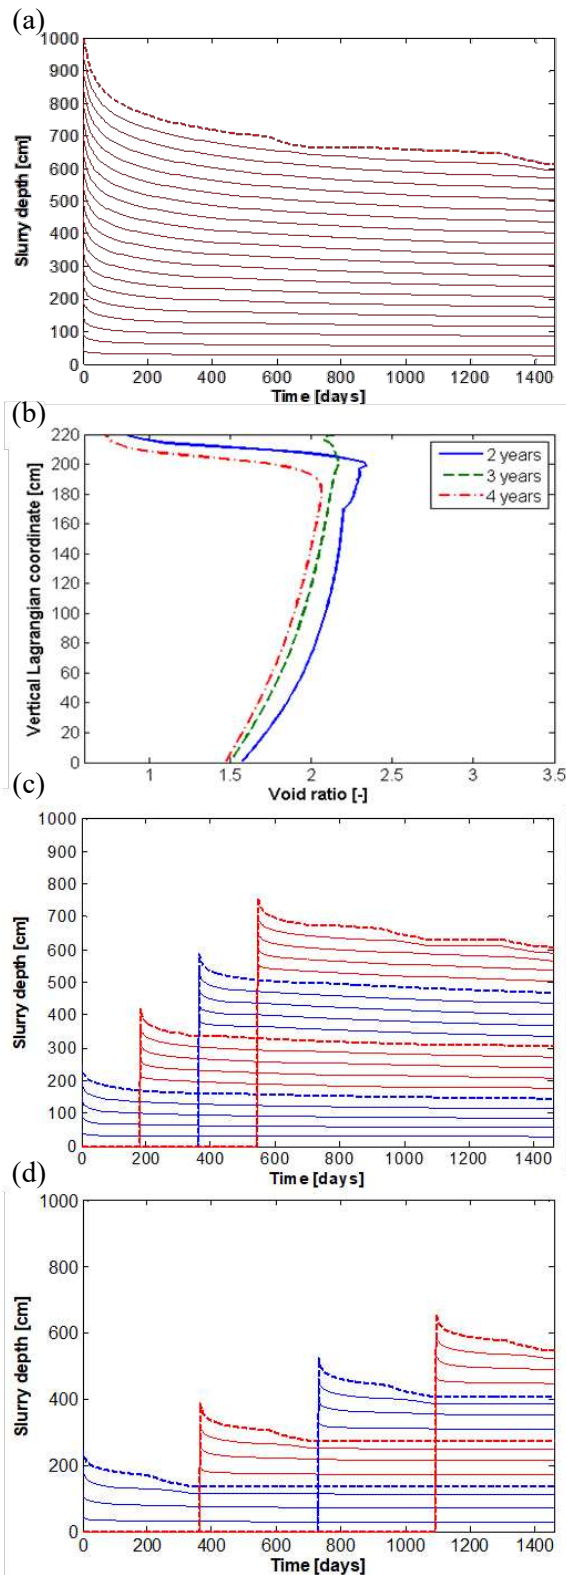 (a)
1000
900
800
700
600
500
400
300
200
100
0
Slurry depth [cm]
0 200 400 600 800 1000 1200 1400
Time [days]
(b)
220
200
180
160
140
120
100
80
60
40
20
0
Vertical Lagrangian coordinate [cm]
2 years
3 years
4 years
1 1.5 2 2.5 3 3.5
Void ratio [-]
(c)
1000
900
800
700
600
500
400
300
200
100
0
Slurry depth [cm]
0 200 400 600 800 1000 1200 1400
Time [days]
(d)
1000
800
600
400
200
0
Slurry depth [cm]
0 200 400 600 800 1000 1200 1400
Time [days]